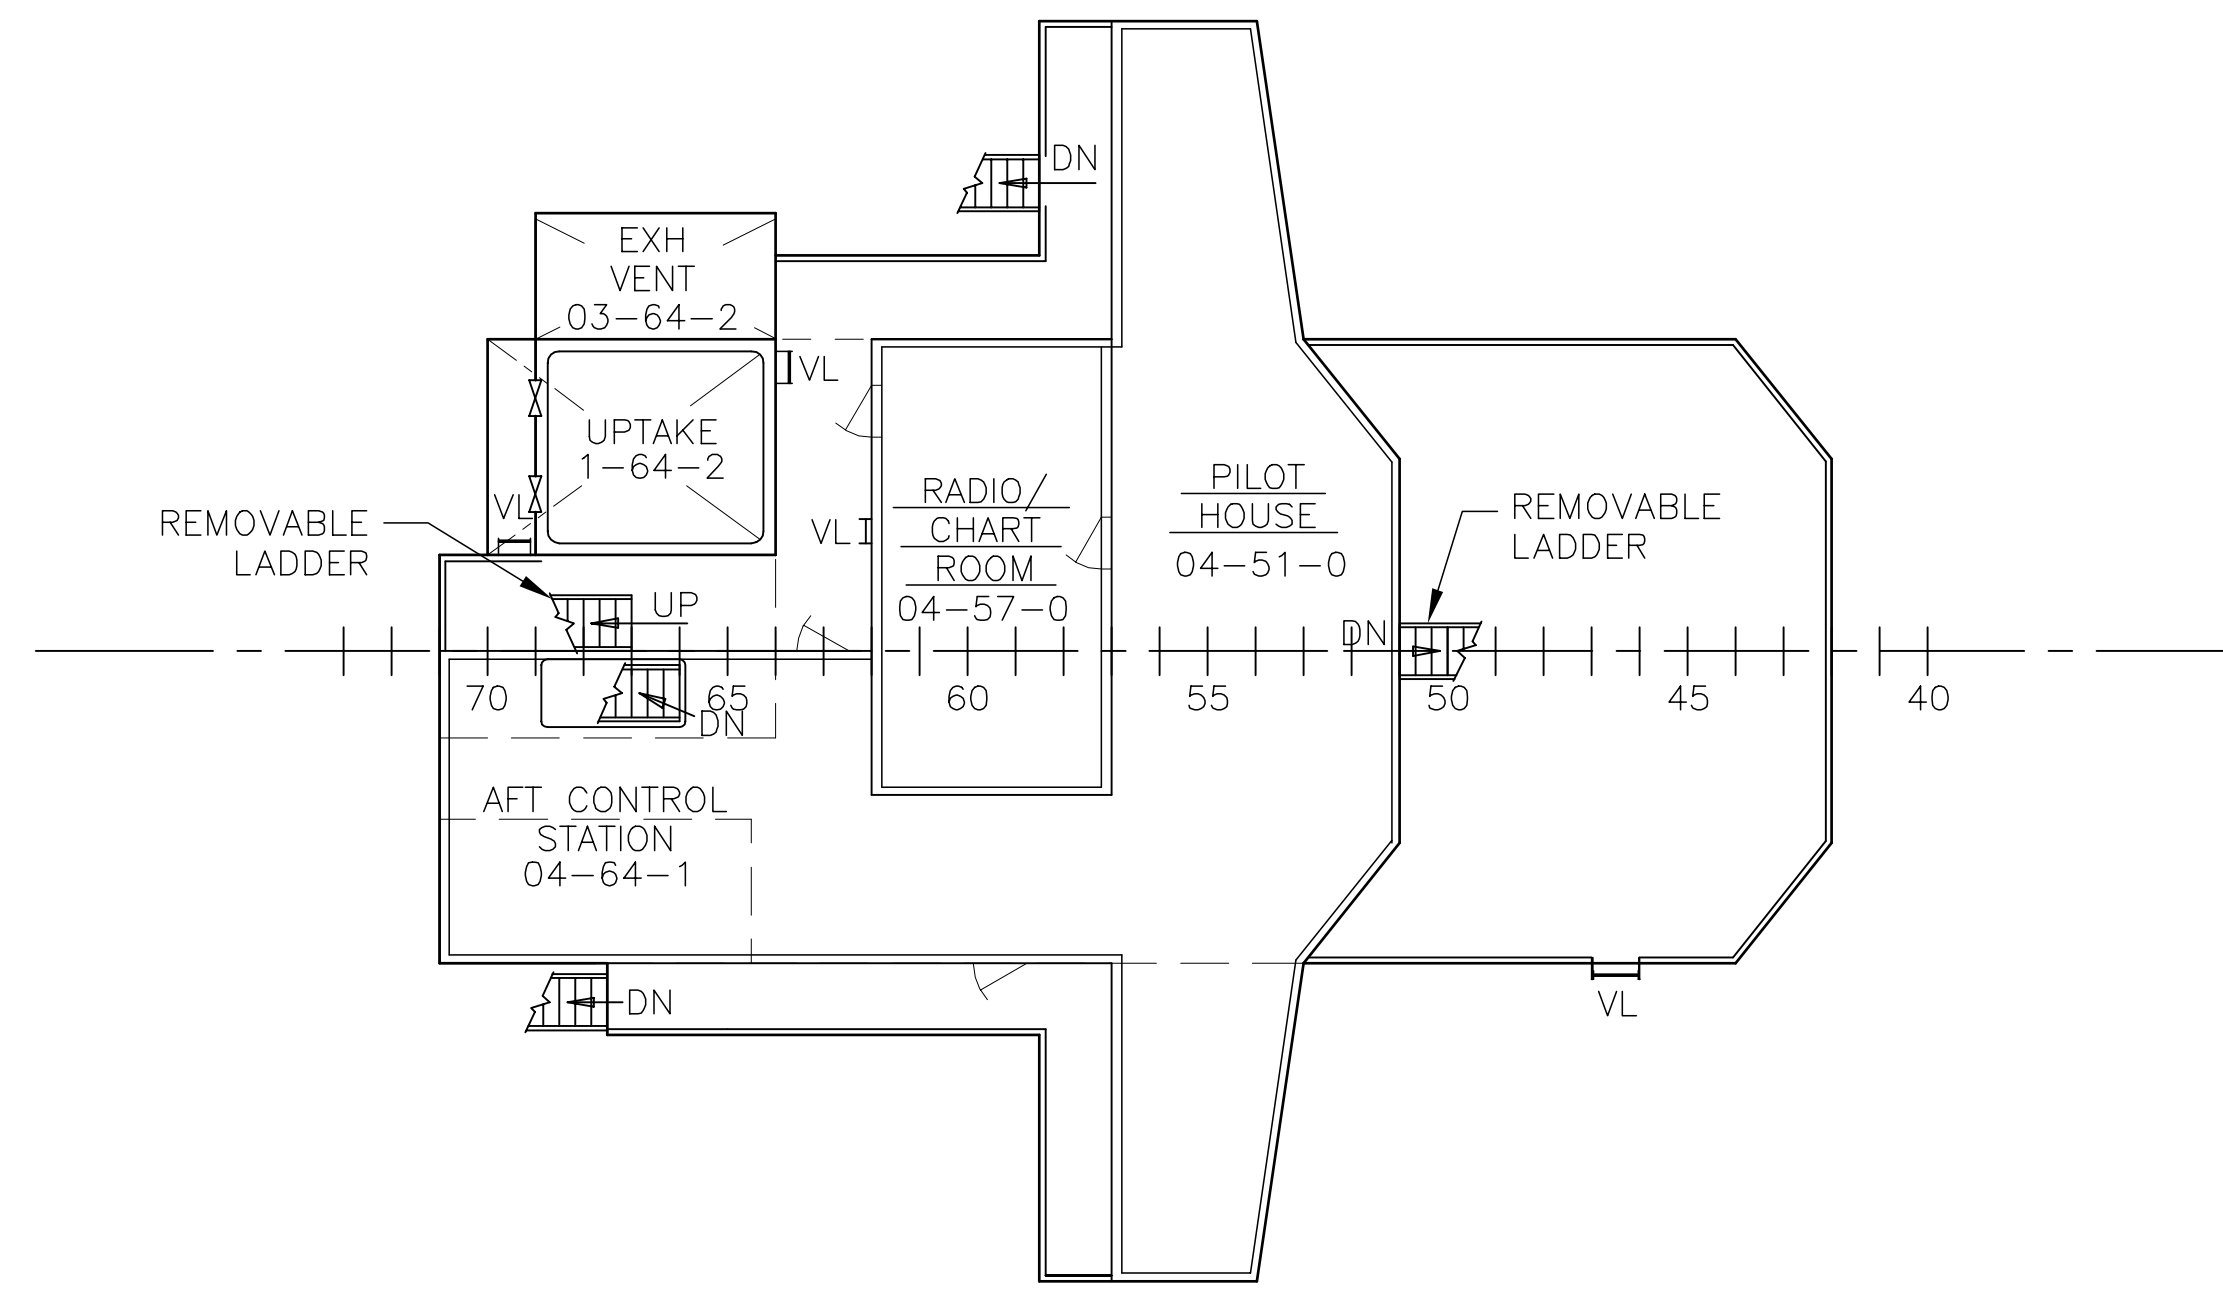 DN
EXH
VENT
03-64-2
VL
UPTAKE
1-64-2
VL
REMOVABLE
LADDER
VL
RADIO/
CHART
ROOM
04-57-0
PILOT
HOUSE
04-51-0
REMOVABLE
LADDER
UP
DN
70
65
60
55
50
45
40
DN
AFT CONTROL
STATION
04-64-1
DN
VL